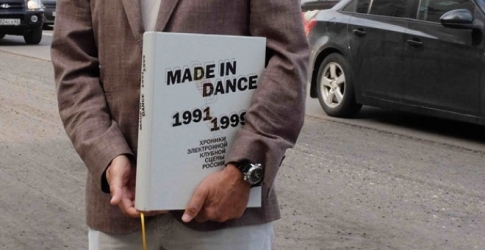 MADE IN
DANCE
1991
1999
ХРОНИКИ
ЭЛЕКТРОННОЙ
КЛУБНОЙ
СЦЕНЫ
РОССИИ